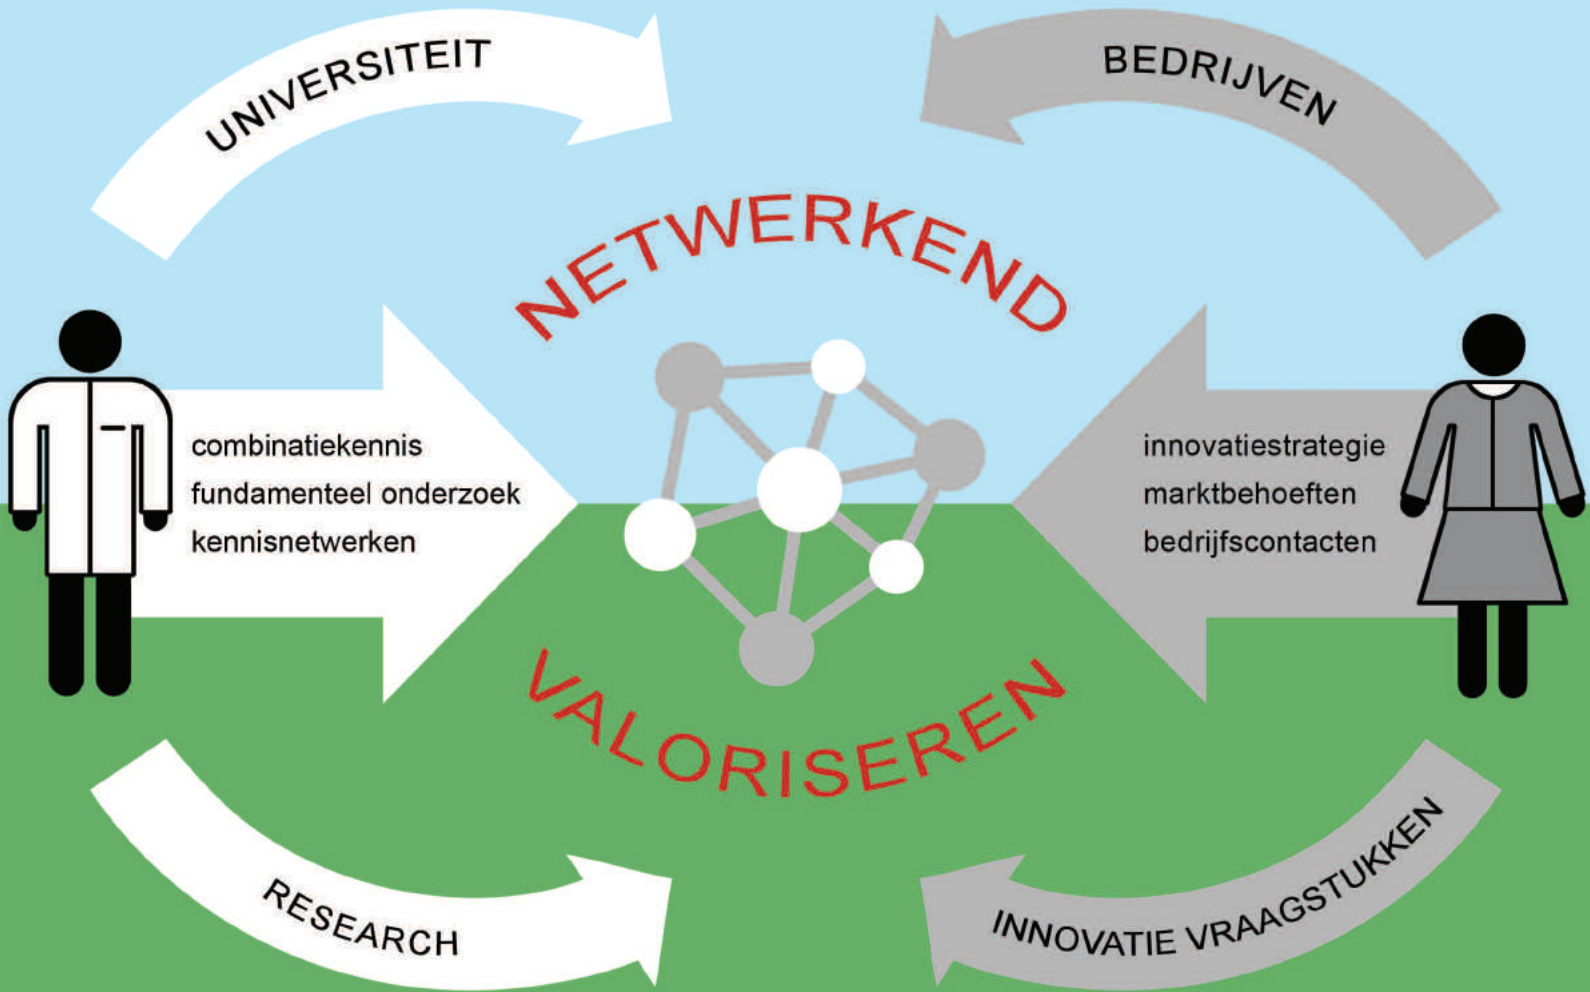 UNIVERSITEIT
BEDRIJVEN
NETWERKEND
combinatiekennis
fundamenteel onderzoek
kennisnetwerken
innovatiestrategie
marktbehoeften
bedrijfscontacten
VALORISEREN
RESEARCH
INNOVATIE VRAAGSTUKKEN